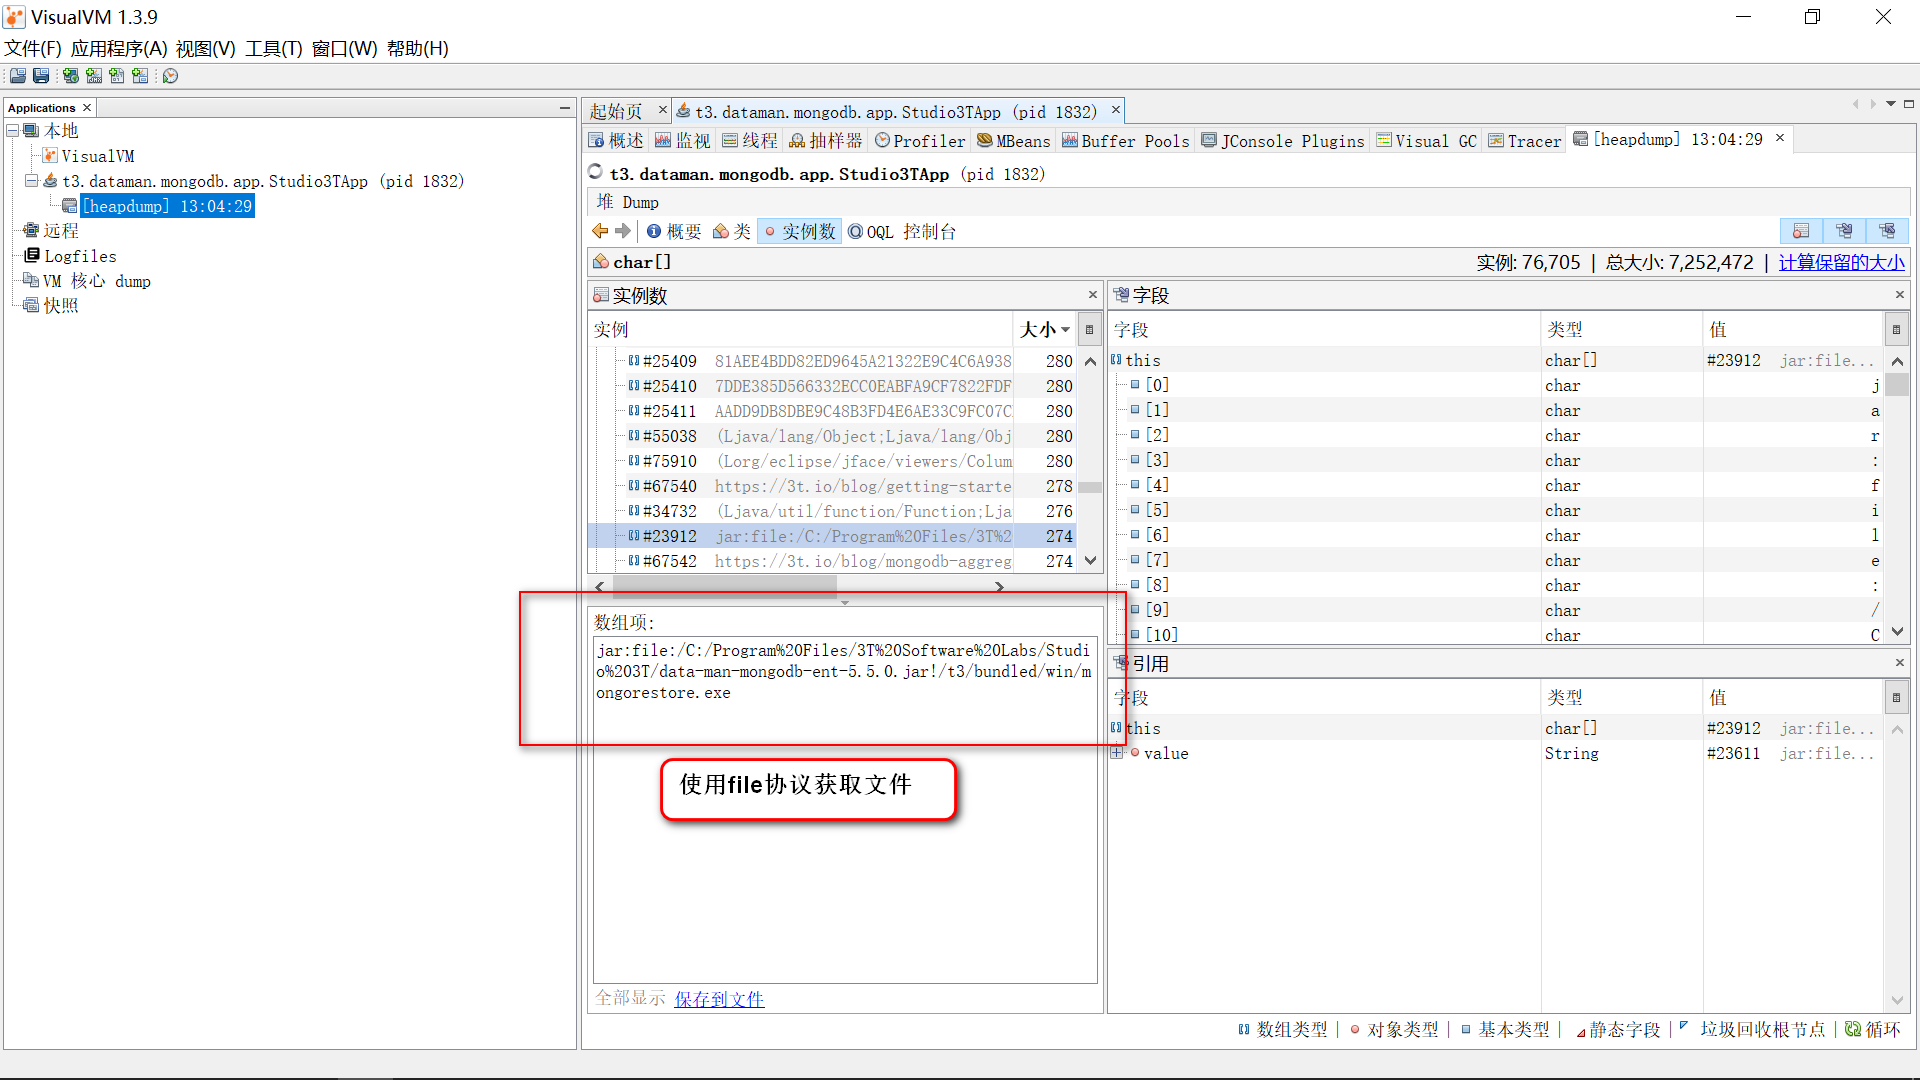 VisualVM 1.3.9
文件(F) 应用程序(A) 视图(V) 工具(T) 窗口(W) 帮助(H)
Applications
本地
VisualVM
t3.dataman.mongodb.app.Studio3TApp (pid 1832)
[heapdump] 13:04:29
远程
Logfiles
VM 核心 dump
快照
起始页 t3.dataman.mongodb.app.Studio3TApp (pid 1832)
概述 监视 线程 抽样器 Profiler MBeans Buffer Pools JConsole Plugins Visual GC Tracer [heapdump] 13:04:29
t3.dataman.mongodb.app.Studio3TApp (pid 1832)
堆 Dump
概要 类 实例数 OQL 控制台
char[] 实例: 76,705 | 总大小: 7,252,472 | 计算保留的大小
实例数
实例 大小
#25409 81AEE4BDD82ED9645A21322E9C4C6A938 280
#25410 7DDE385D566332ECC0EABFA9CF7822FDF 280
#25411 AADD9DB8DBE9C48B3FD4E6AE33C9FC07C 280
#55038 (Ljava/lang/Object;Ljava/lang/Obj 280
#75910 (Lorg/eclipse/jface/viewers/Colum 280
#67540 https://3t.io/blog/getting-starte 278
#34732 (Ljava/util/function/Function;Lja 276
#23912 jar:file:/C:/Program%20Files/3T%2 274
#67542 https://3t.io/blog/mongodb-aggreg 274
数组项:
jar:file:/C:/Program%20Files/3T%20Software%20Labs/Studi
o%203T/data-man-mongodb-ent-5.5.0.jar!/t3/bundled/win/m
ongorestore.exe
使用file协议获取文件
全部显示 保存到文件
字段
字段 类型 值
this char[] #23912 jar:file...
[0] char j
[1] char a
[2] char r
[3] char :
[4] char f
[5] char i
[6] char l
[7] char e
[8] char :
[9] char /
[10] char C
引用
字段 类型 值
this char[] #23912 jar:file...
value String #23611 jar:file...
数组类型 | 对象类型 | 基本类型 | 静态字段 | 垃圾回收根节点 | 循环